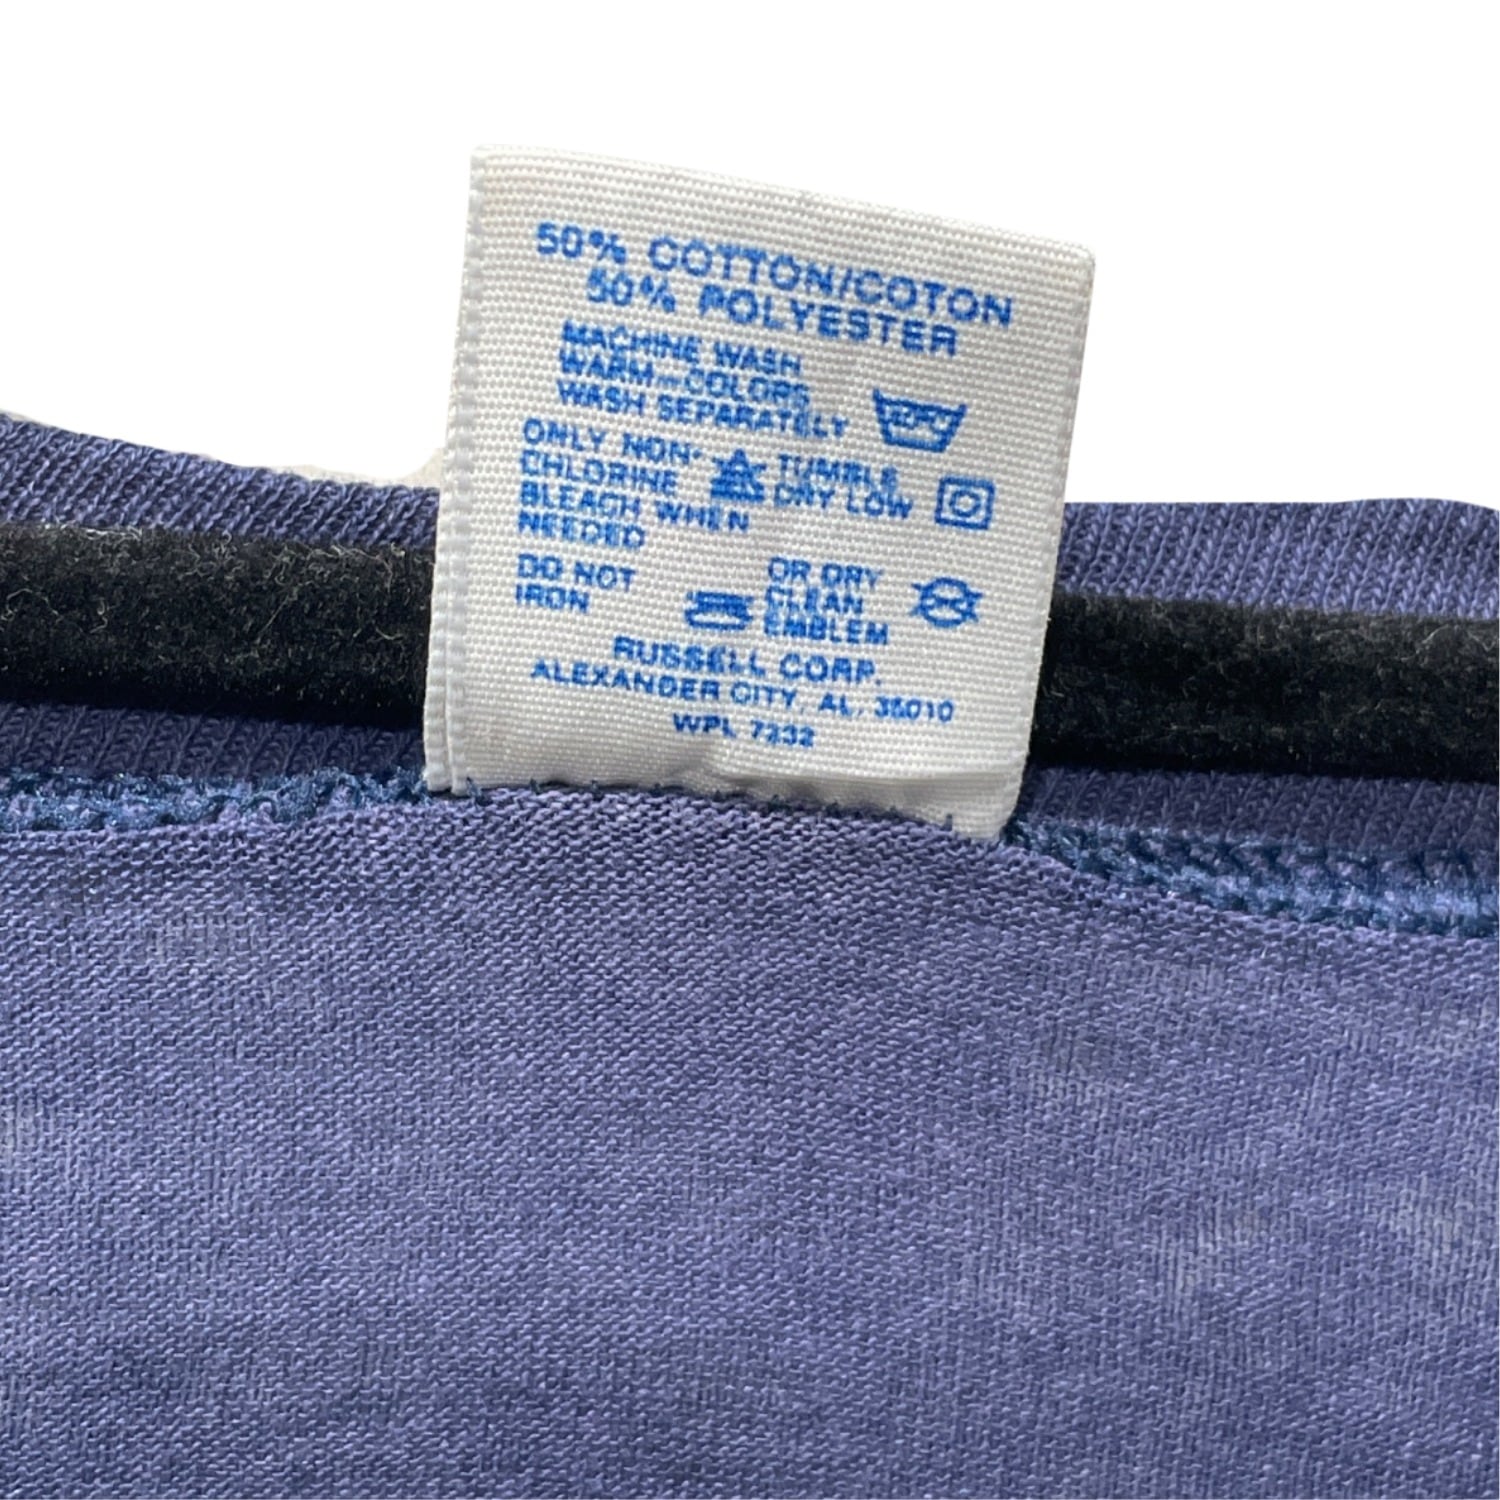 50% COTTON/COTON
50% POLYESTER
MACHINE WASH
WARM-COLORS
WASH SEPARATELY
ONLY NON-
CHLORINE
BLEACH WHEN
NEEDED
TUMBLE
DRY LOW
DO NOT
IRON
OR DRY
CLEAN
EMBLEM
RUSSELL CORP.
ALEXANDER CITY, AL. 35010
WPL 7232